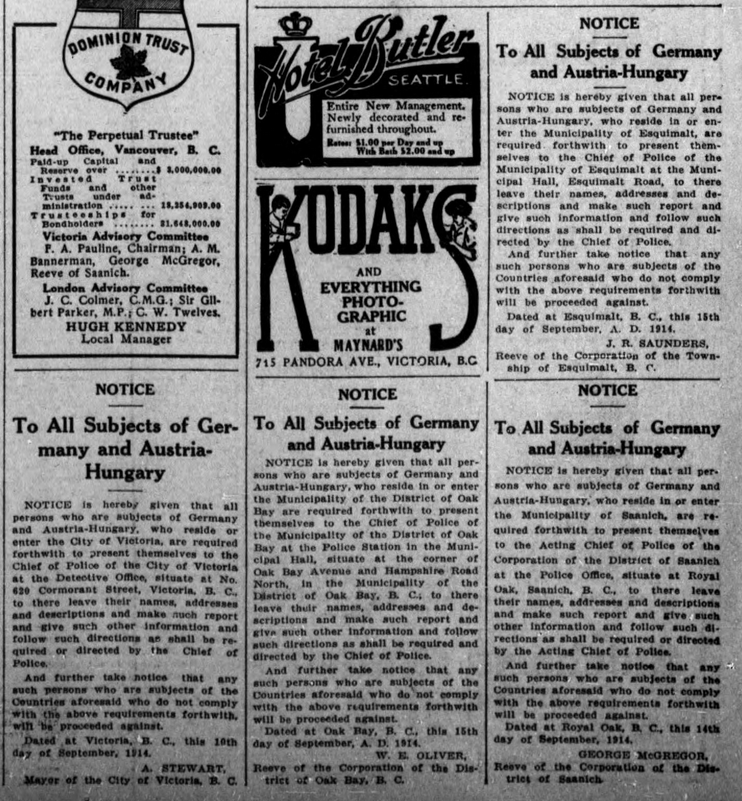 DOMINION TRUST
COMPANY
"The Perpetual Trustee"
Head Office, Vancouver, B. C.
Paid-up Capital and
Reserve over ........$ 3,000,000.00
Invested Trust
Funds and other
Trusts under ad-
ministration ..... ...
Trusteeships for
Bondholders ........
Victoria Advisory Committee
F. A. Pauline, Chairman; A. M.
Bannerman, George McGregor,
Reeve of Saanich.
London Advisory Committee
J. C. Colmer, C.M.G.; Sir Gil-
bert Parker, M.P.; C. W. Twelves.
HUGH KENNEDY
Local Manager
Hotel Butler
SEATTLE.
Entire New Management.
Newly decorated and re-
furnished throughout.
Rates: $1.00 per Day and up
With Bath $2.00 and up
KODAKS
AND
EVERYTHING
PHOTO-
GRAPHIC
at
MAYNARD'S
715 PANDORA AVE., VICTORIA, B.C
NOTICE
To All Subjects of Germany
and Austria-Hungary
NOTICE is hereby given that all per-
sons who are subjects of Germany and
Austria-Hungary, who reside in or en-
ter the Municipality of Esquimalt, are
required forthwith to present them-
selves to the Chief of Police of the
Municipality of Esquimalt at the Muni-
cipal Hall, Esquimalt Road, to there
leave their names, addresses and de-
scriptions and make such report and
give such information and follow such
directions as shall be required and di-
rected by the Chief of Police.
And further take notice that any
such persons who are subjects of the
Countries aforesaid who do not comply
with the above requirements forthwith
will be proceeded against.
Dated at Esquimalt, B. C., this 15th
day of September, A. D. 1914.
J. R. SAUNDERS,
Reeve of the Corporation of the Town-
ship of Esquimalt, B. C.
NOTICE
To All Subjects of Ger-
many and Austria-
Hungary
NOTICE is hereby given that all
persons who are subjects of Germany
and Austria-Hungary, who reside or
enter the City of Victoria, are required
forthwith to present themselves to the
Chief of Police of the City of Victoria
at the Detective Office, situate at No.
620 Cormorant Street, Victoria, B. C.,
to there leave their names, addresses
and descriptions and make such report
and give such other information and
follow such directions as shall be re-
quired or directed by the Chief of
Police.
And further take notice that any
such persons who are subjects of the
Countries aforesaid who do not comply
with the above requirements forthwith,
will be proceeded against.
Dated at Victoria, B. C., this 10th
day of September, 1914.
A. STEWART,
Mayor of the City of Victoria, B. C.
NOTICE
To All Subjects of Germany
and Austria-Hungary
NOTICE is hereby given that all per-
sons who are subjects of Germany and
Austria-Hungary, who reside in or enter
the Municipality of the District of Oak
Bay are required forthwith to present
themselves to the Chief of Police of
the Municipality of the District of Oak
Bay at the Police Station in the Muni-
cipal Hall, situate at the corner of
Oak Bay Avenue and Hampshire Road
North, in the Municipality of the
District of Oak Bay, B. C., to there
leave their names, addresses and de-
scriptions and make such report and
give such other information and follow
such directions as shall be required and
directed by the Chief of Police.
And further take notice that any
such persons who are subjects of the
Countries aforesaid who do not comply
with the above requirements forthwith
will be proceeded against.
Dated at Oak Bay, B. C., this 15th
day of September, A. D. 1914.
W. E. OLIVER,
Reeve of the Corporation of the Dis-
trict of Oak Bay, B. C.
NOTICE
To All Subjects of Germany
and Austria-Hungary
NOTICE is hereby given that all per-
sons who are subjects of Germany and
Austria-Hungary, who reside in or enter
the Municipality of Saanich, are re-
quired forthwith to present themselves
to the Acting Chief of Police of the
Corporation of the District of Saanich
at the Police Office, situate at Royal
Oak, Saanich, B. C., to there leave
their names, addresses and descriptions
and make such report and give such
other information and follow such di-
rections as shall be required or directed
by the Acting Chief of Police.
And further take notice that any
such persons who are subjects of the
Countries aforesaid who do not comply
with the above requirements forthwith
will be proceeded against.
Dated at Royal Oak, B. C., this 14th
day of September, 1914.
GEORGE McGREGOR,
Reeve of the Corporation of the Dis-
trict of Saanich